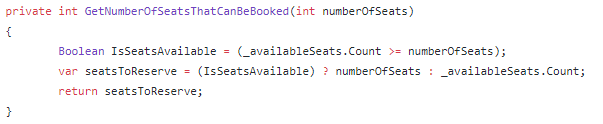 private int GetNumberOfSeatsThatCanBeBooked(int numberOfSeats)
{
Boolean IsSeatsAvailable = (_availableSeats.Count >= numberOfSeats);
var seatsToReserve = (IsSeatsAvailable) ? numberOfSeats : _availableSeats.Count;
return seatsToReserve;
}